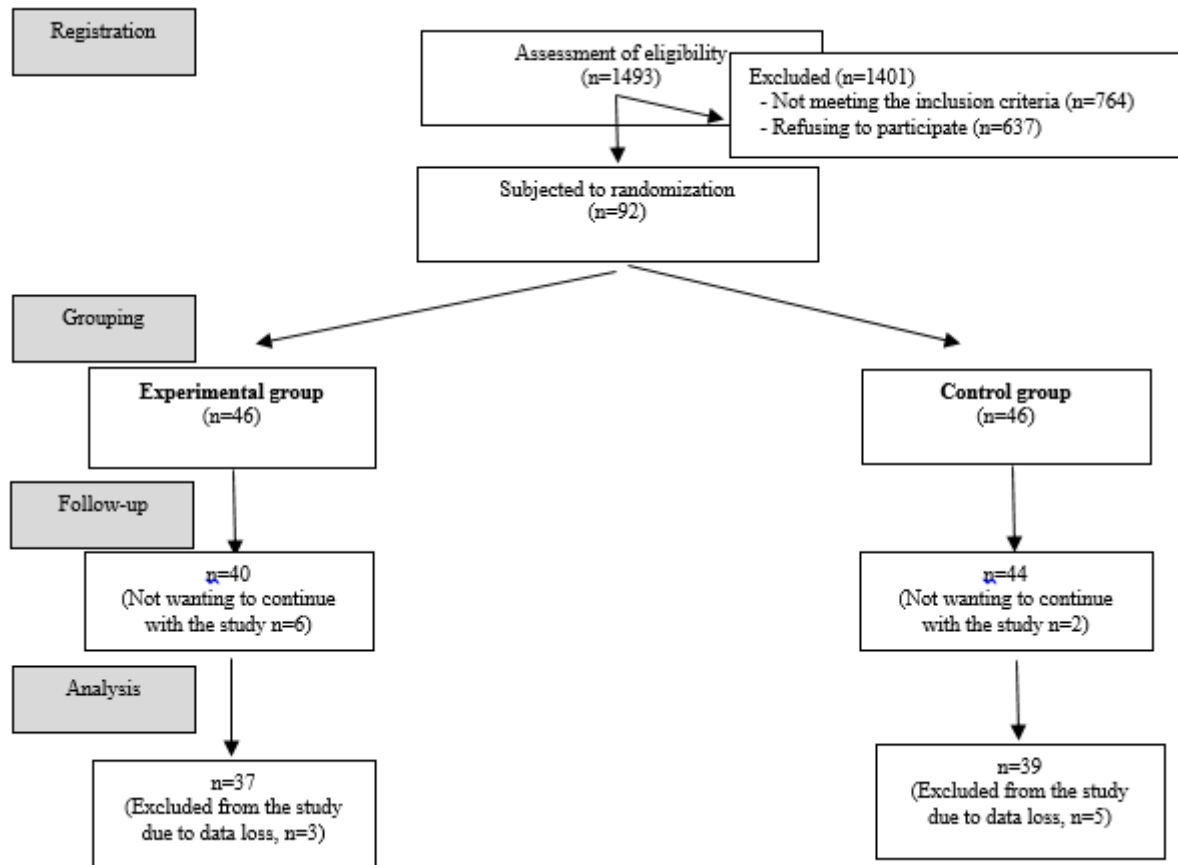 Registration
Assessment of eligibility
(n=1493)
Excluded (n=1401)
- Not meeting the inclusion criteria (n=764)
- Refusing to participate (n=637)
Subjected to randomization
(n=92)
Grouping
Experimental group
(n=46)
Control group
(n=46)
Follow-up
n=40
(Not wanting to continue
with the study n=6)
n=44
(Not wanting to continue
with the study n=2)
Analysis
n=37
(Excluded from the study
due to data loss, n=3)
n=39
(Excluded from the study
due to data loss, n=5)